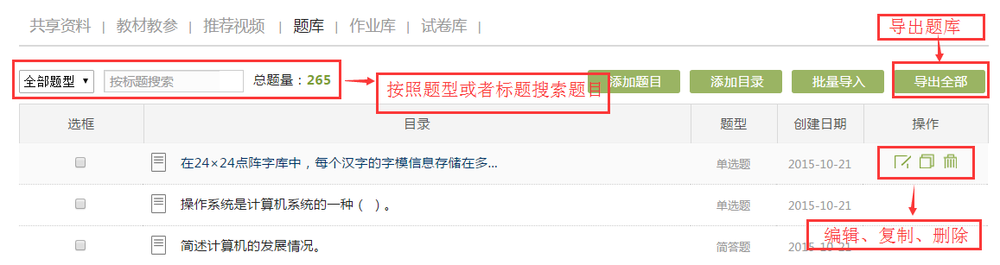 共享资料 | 教材教参 | 推荐视频 | 题库 | 作业库 | 试卷库 |
导出题库
全部题型 按标题搜索 总题量：265
按照题型或者标题搜索题目
添加题目 添加目录 批量导入 导出全部
选框 目录 题型 创建日期 操作
在24×24点阵字库中，每个汉字的字模信息存储在多... 单选题 2015-10-21
操作系统是计算机系统的一种（ ）。 单选题 2015-10-21
编辑、复制、删除
简述计算机的发展情况。 简答题 2015-10-21